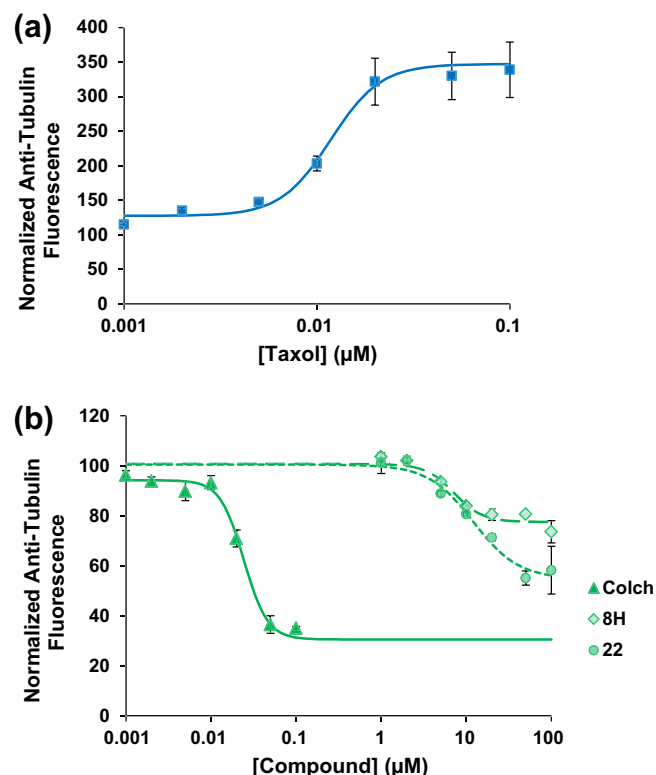 (a)
Normalized Anti-Tubulin
Fluorescence
400
350
300
250
200
150
100
50
0
0.001
0.01
0.1
[Taxol] (µM)
(b)
Normalized Anti-Tubulin
Fluorescence
120
100
80
60
40
20
0
0.001
0.01
0.1
1
10
100
[Compound] (µM)
Colch
8H
22